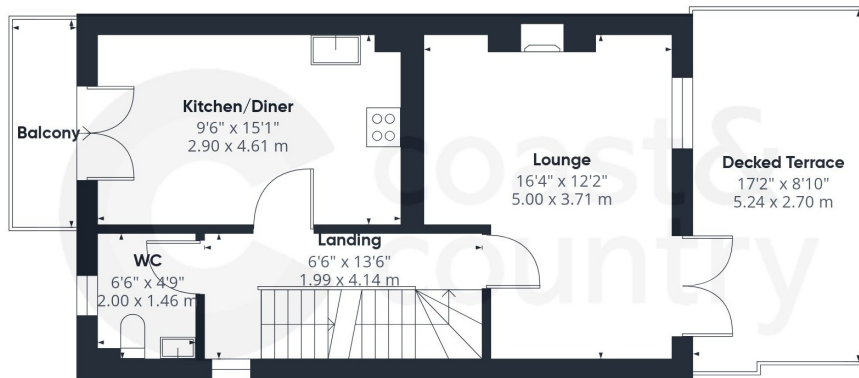 Kitchen/Diner
9'6" x 15'1"
2.90 x 4.61 m
Balcony
Lounge
16'4" x 12'2"
5.00 x 3.71 m
Decked Terrace
17'2" x 8'10"
5.24 x 2.70 m
Landing
6'6" x 13'6"
1.99 x 4.14 m
WC
6'6" x 4'9"
2.00 x 1.46 m
coast &
country